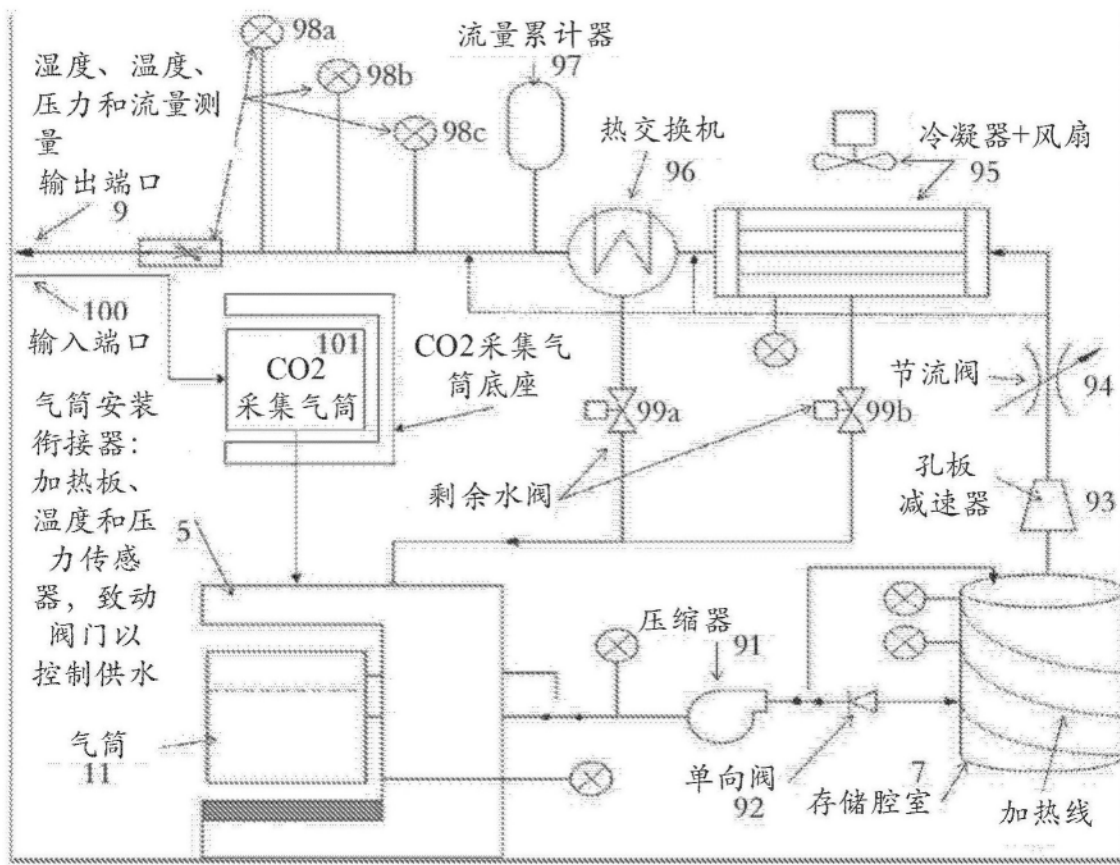 98a
湿度、温度、
压力和流量测
量
98b
98c
流量累计器
97
热交换机
96
冷凝器+风扇
95
输出端口
9
100
输入端口
101
CO2
采集气筒
CO2采集气
筒底座
节流阀
94
99a
99b
剩余水阀
孔板
减速器
93
气筒安装
衔接器：
加热板、
温度和压
力传感
器，致动
阀门以
控制供水
5
压缩器
91
气筒
11
单向阀
92
7
存储腔室
加热线